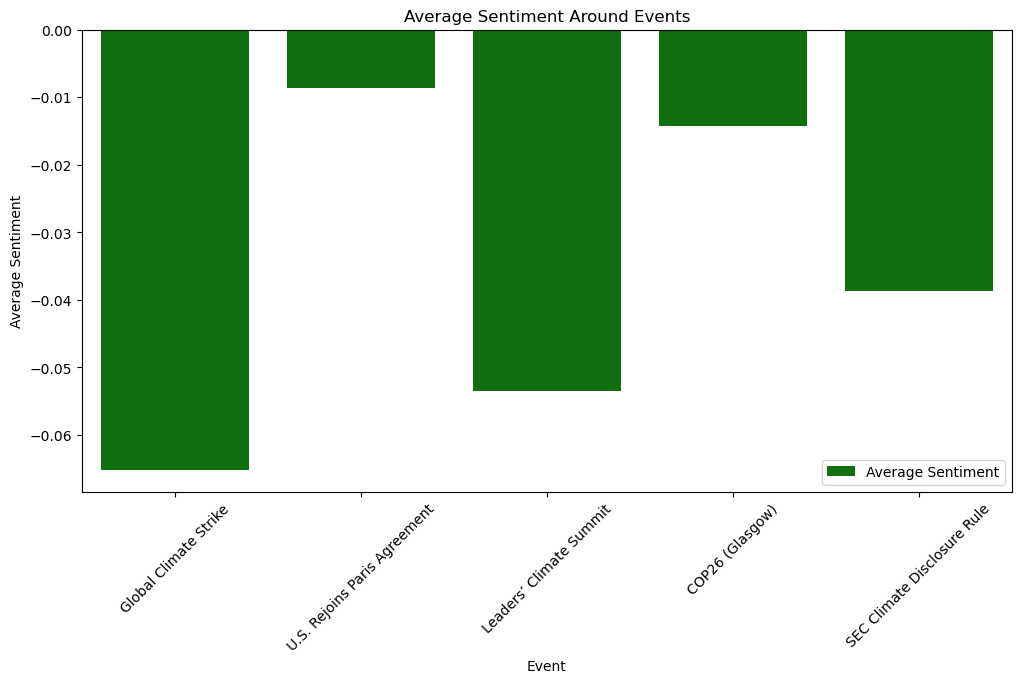 Average Sentiment Around Events
Average Sentiment
0.00
−0.01
−0.02
−0.03
−0.04
−0.05
−0.06
Average Sentiment
Global Climate Strike
U.S. Rejoins Paris Agreement
Leaders’ Climate Summit
COP26 (Glasgow)
SEC Climate Disclosure Rule
Event